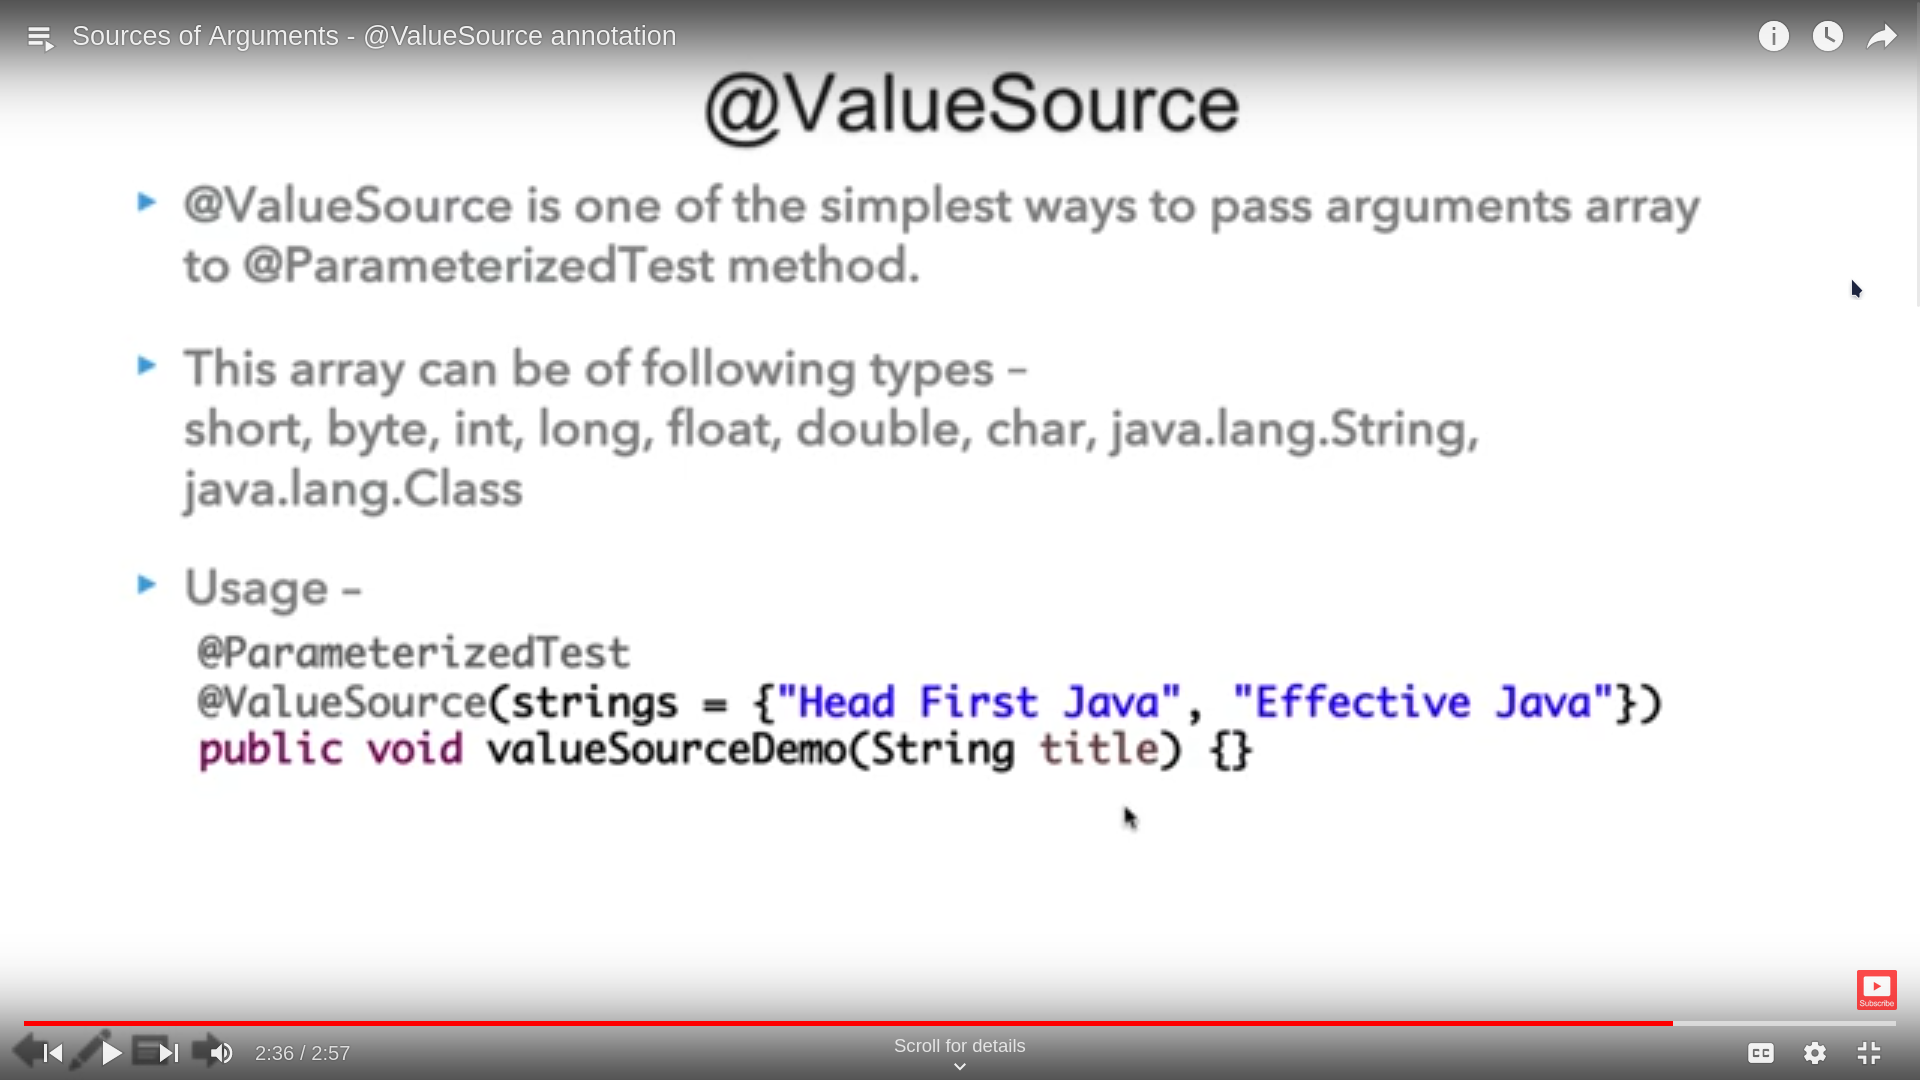 Sources of Arguments - @ValueSource annotation
@ValueSource
@ValueSource is one of the simplest ways to pass arguments array
to @ParameterizedTest method.
This array can be of following types –
short, byte, int, long, float, double, char, java.lang.String,
java.lang.Class
Usage –
@ParameterizedTest
@ValueSource(strings = {"Head First Java", "Effective Java"})
public void valueSourceDemo(String title) {}
Subscribe
2:36 / 2:57
Scroll for details
CC